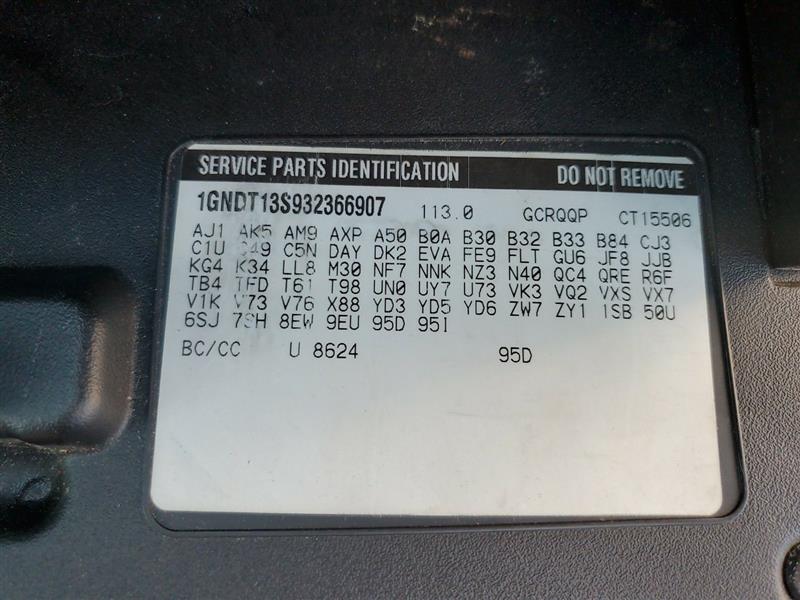 SERVICE PARTS IDENTIFICATION DO NOT REMOVE
1GNDT13S932366907 113.0 GCRQQP CT15506
AJ1 AK5 AM9 AXP A50 B0A B30 B32 B33 B84 CJ3
C1U C49 C5N DAY DK2 EVA FE9 FLT GU6 JF8 JJB
KG4 K34 LL8 M30 NF7 NNK NZ3 N40 QC4 QRE R6F
TB4 TFD T61 T98 UN0 UY7 U73 VK3 VQ2 VXS VX7
V1K V73 V76 X88 YD3 YD5 YD6 ZW7 ZY1 1SB 50U
6SJ 7SH 8EW 9EU 95D 951
BC/CC U 8624 95D